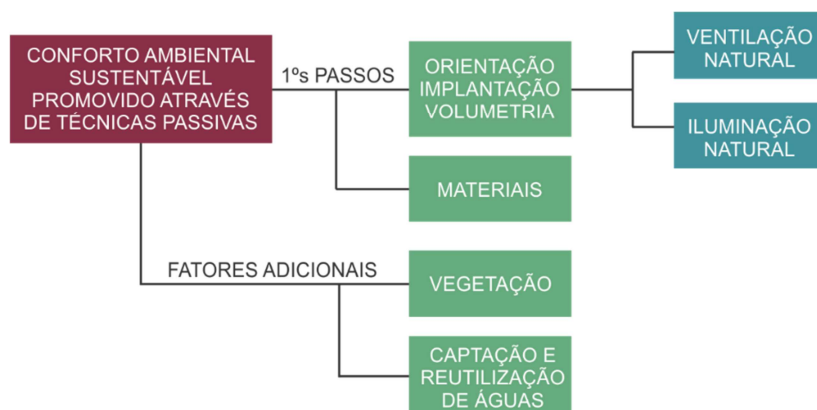 CONFORTO AMBIENTAL
SUSTENTÁVEL
PROMOVIDO ATRAVÉS
DE TÉCNICAS PASSIVAS
1ºs PASSOS
ORIENTAÇÃO
IMPLANTAÇÃO
VOLUMETRIA
VENTILAÇÃO
NATURAL
ILUMINAÇÃO
NATURAL
MATERIAIS
FATORES ADICIONAIS
VEGETAÇÃO
CAPTAÇÃO E
REUTILIZAÇÃO
DE ÁGUAS